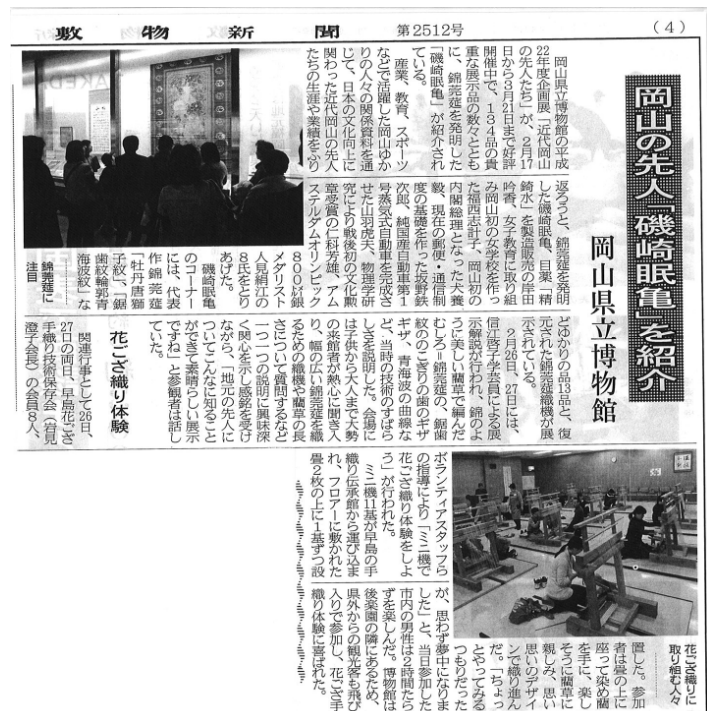 敷物新聞 第2512号 (4)
岡山の先人「磯崎眠亀」を紹介
岡山県立博物館
岡山県立博物館の平成
22年度企画展「近代岡山
の先人たち」が、2月17
日から3月21日まで好評
開催中で、134品の貴
重な展示品の数々ととも
に、錦莞莚を発明した
「磯崎眠亀」が紹介され
ている。
産業、教育、スポーツ
などで活躍した岡山ゆか
りの人々の関係資料を通
じて、日本の文化向上に
関わった近代岡山の先人
たちの生涯や業績をふり
返ろうと、錦莞莚を発明
した磯崎眠亀、目薬「精
錡水」を製造販売の岸田
吟香、女子教育に取り組
み岡山初の女学校を作っ
た福西志計子、岡山初の
内閣総理となった犬養
毅、現在の郵便・通信制
度の基礎を作った坂野鉄
次郎、純国産自動車第1
号蒸気式自動車を完成さ
せた山羽虎夫、物理学研
究により戦後初の文化勲
章受賞の仁科芳雄、アム
ステルダムオリンピック
800㍍銀
メダリスト
人見絹江の
8氏をとり
あげた。
磯崎眠亀
のコーナー
には、代表
作錦莞莚
「牡丹唐獅
子紋」、「鋸
歯紋輪郭青
海波紋」な
錦莞莚に
注目
どゆかりの品13品と、復
元された錦莞莚織機が展
示されている。
2月26日、27日には、
信江啓子学芸員による展
示解説が行われ、錦のよ
うに美しい藺草で編んだ
むしろ=錦莞莚の、鋸歯
紋ののこぎりの歯のギザ
ギザ、青海波の曲線な
ど、当時の技術のすばら
しさを説明した。会場に
は子供から大人まで大勢
の来館者が熱心に聞き入
り、幅の広い錦莞莚を織
るための織機や藺草の長
さについて質問するなど
一つ一つの説明に興味深
く関心を示し感銘を受け
ながら、「地元の先人に
ついてこんなに知ること
ができて素晴らしい展示
ですね」と参観者は話し
ていた。
花ござ織り体験
関連行事として26日、
27日の両日、早島花ござ
手織り技術保存会(岩見
澄子会長)の会員8人、
ボランティアスタッフら
の指導により「ミニ機で
花ござ織り体験をしよ
う」が行われた。
ミニ機11基が早島の手
織り伝承館から運び込ま
れ、フロアーに敷かれた
畳2枚の上に1基ずつ設
花ござ織りに
取り組む人々
置した。参加
者は畳の上に
座って染め藺
を手に、楽し
そうに藺草に
親しみ、思い
思いのデザイ
ンで織り進ん
だ。「ちょっ
とやってみる
つもりだった
が、思わず夢中になりま
した」と、当日参加した
市内の男性は2時間たら
ずを楽しんだ。博物館は
後楽園の隣にあるため、
県外からの観光客も飛び
入りで参加し、花ござ手
織り体験に喜ばれた。